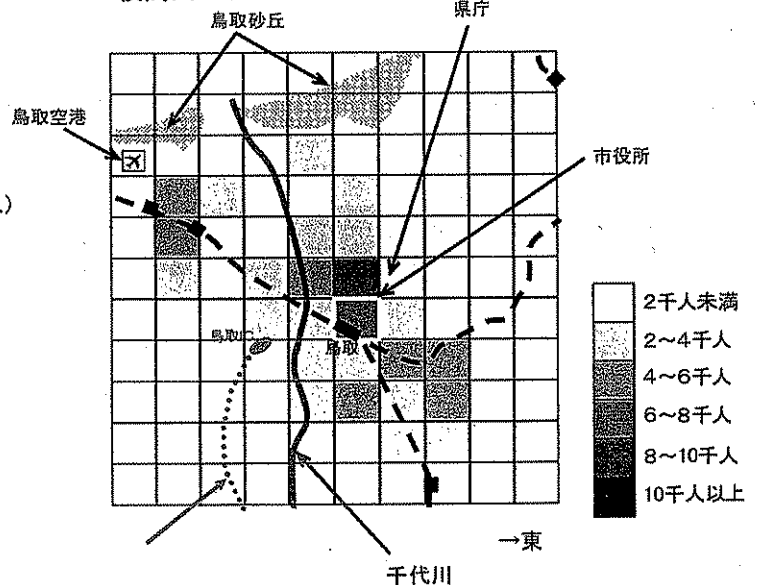 県庁
鳥取砂丘
鳥取空港
市役所
鳥取IC
鳥取
2千人未満
2～4千人
4～6千人
6～8千人
8～10千人
10千人以上
→東
千代川